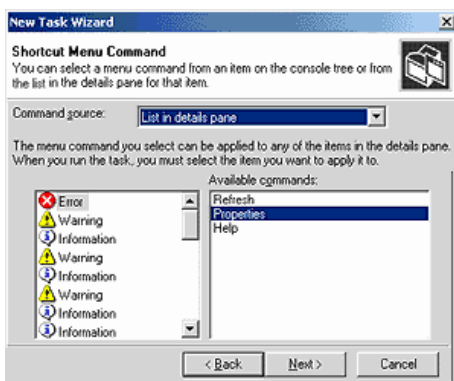 New Task Wizard
Shortcut Menu Command
You can select a menu command from an item on the console tree or from
the list in the details pane for that item.
Command source: List in details pane
The menu command you select can be applied to any of the items in the details pane.
When you run the task, you must select the item you want to apply it to.
Available commands:
Error
Warning
Information
Warning
Information
Warning
Information
Information
Refresh
Properties
Help
< Back
Next >
Cancel